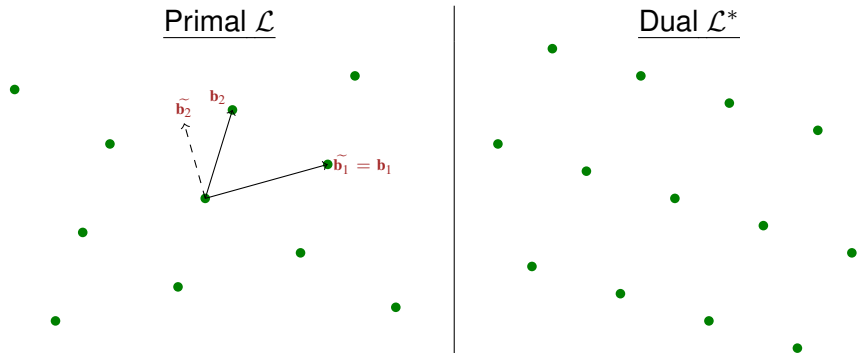 Primal ℒ
Dual ℒ*
b₂
b̃₂
b̃₁ = b₁